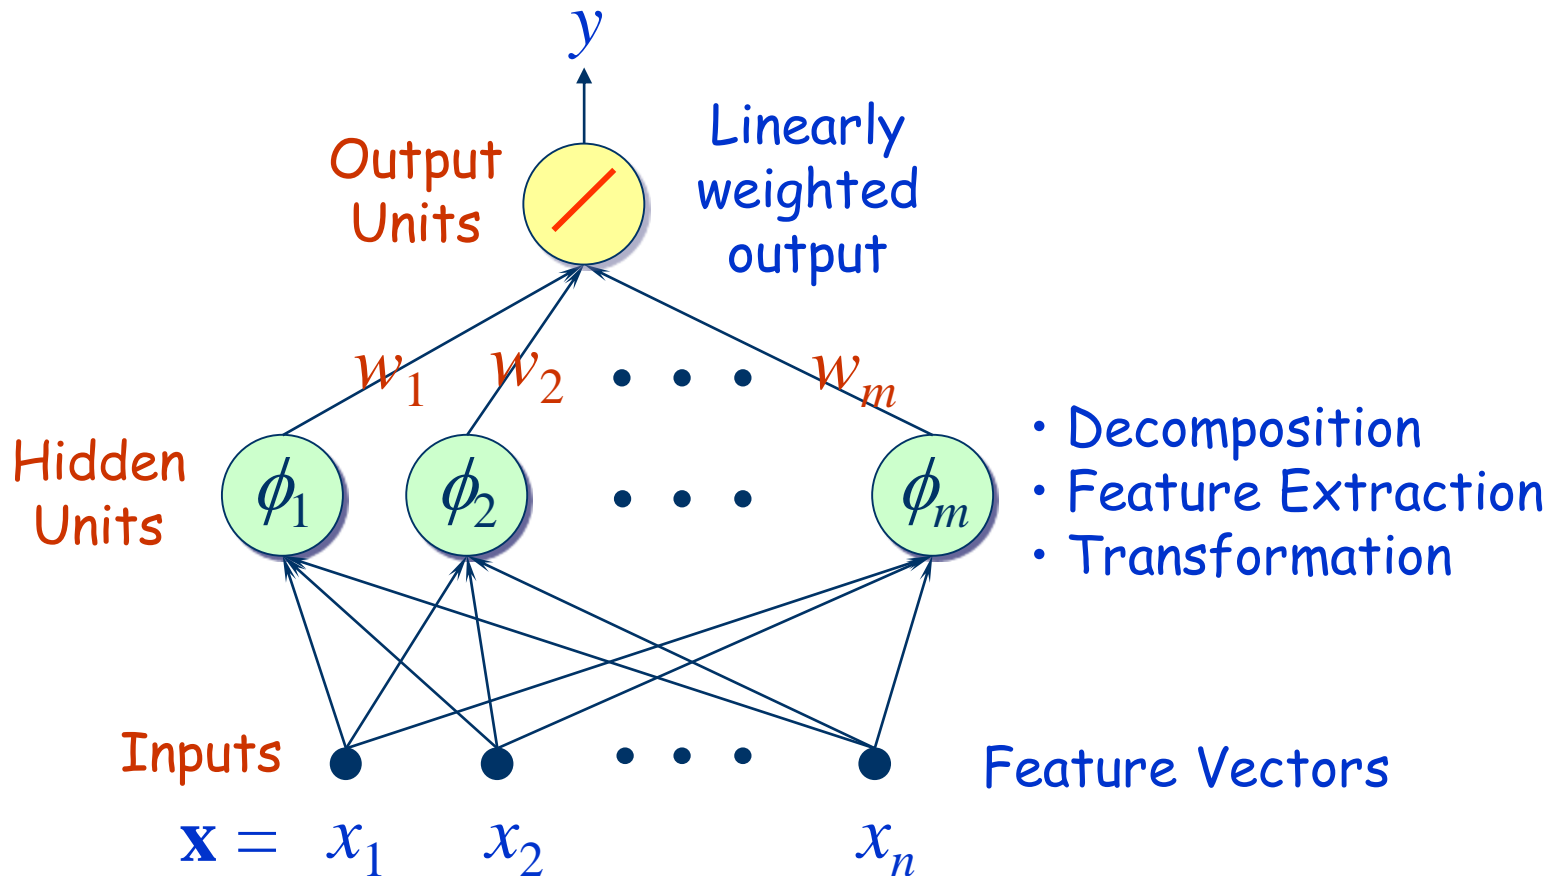 y
Output
Units
Linearly
weighted
output
w₁ w₂ • • • wₘ
Hidden
Units
ϕ₁ ϕ₂ • • • ϕₘ
• Decomposition
• Feature Extraction
• Transformation
Inputs • • • Feature Vectors
x = x₁ x₂ xₙ